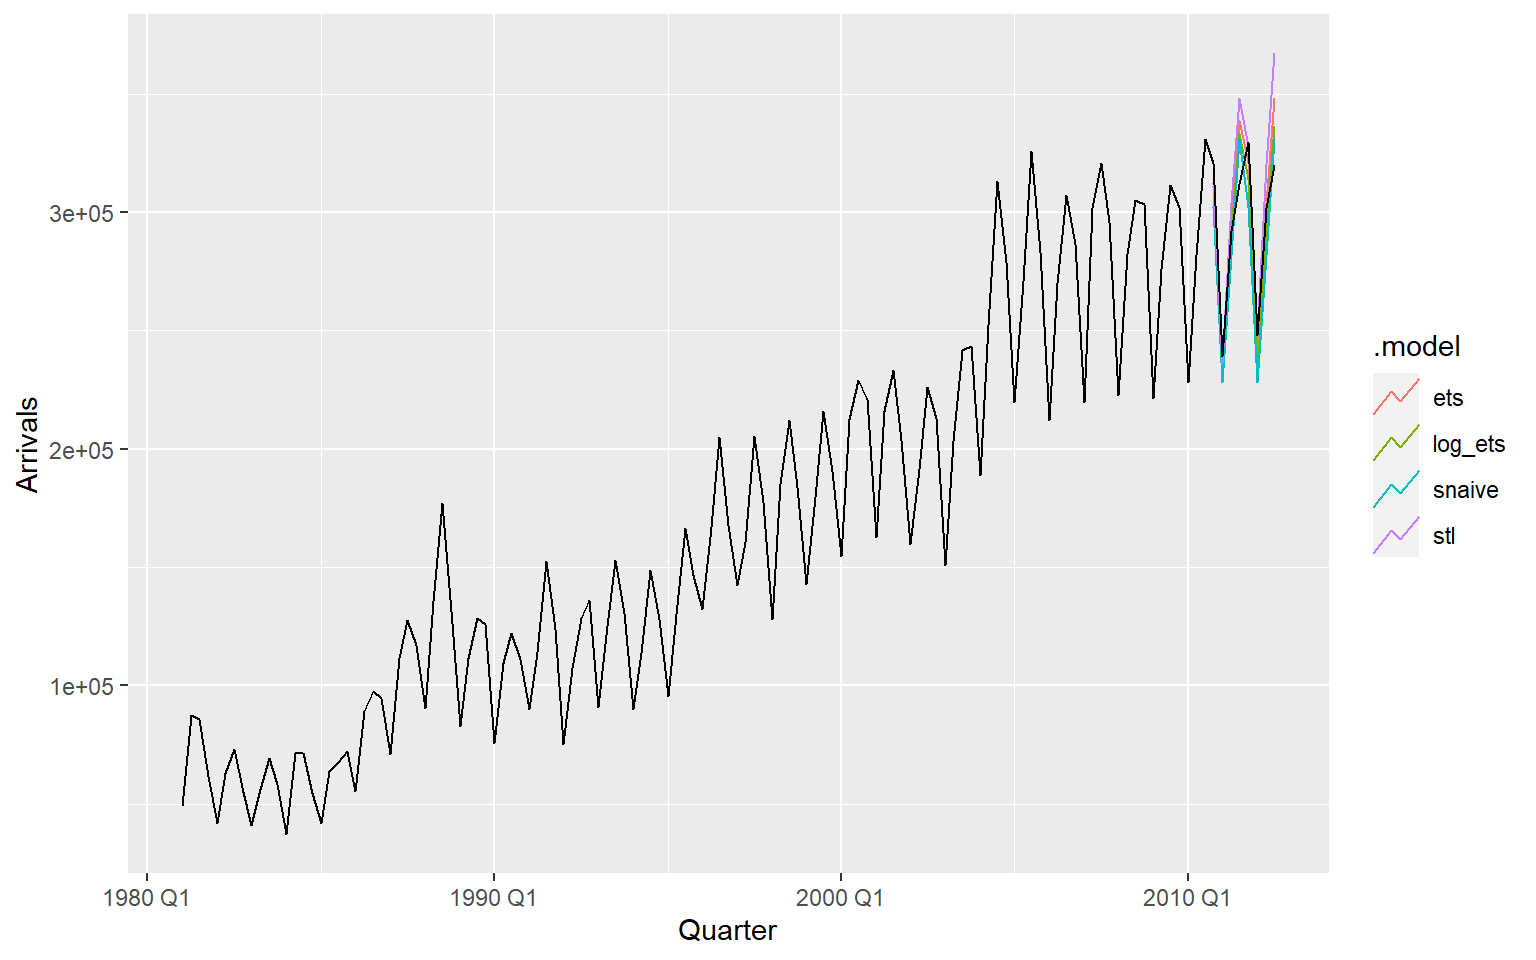 3e+05
2e+05
1e+05
Arrivals
1980 Q1
1990 Q1
2000 Q1
2010 Q1
Quarter
.model
ets
log_ets
snaive
stl